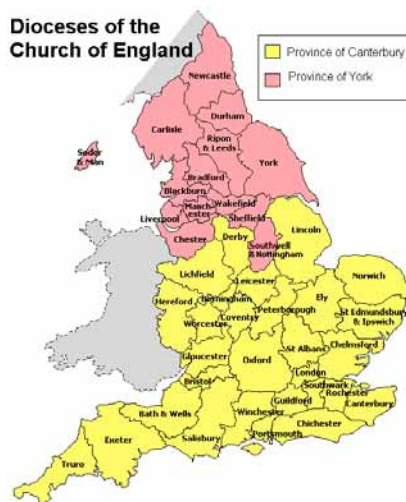 Dioceses of the
Church of England
Province of Canterbury
Province of York
Newcastle
Durham
Carlisle
Ripon
& Leeds
Sodor
& Man
York
Bradford
Blackburn
Manch-
ester
Wakefield
Liverpool
Sheffield
Chester
Derby
Southwell
& Nottingham
Lincoln
Lichfield
Leicester
Norwich
Hereford
Birmingham
Ely
Peterborough
St Edmundsbury
& Ipswich
Worcester
Coventry
Gloucester
Oxford
St Albans
Chelmsford
London
Bristol
Southwark
Rochester
Guildford
Canterbury
Bath & Wells
Winchester
Chichester
Exeter
Salisbury
Portsmouth
Truro